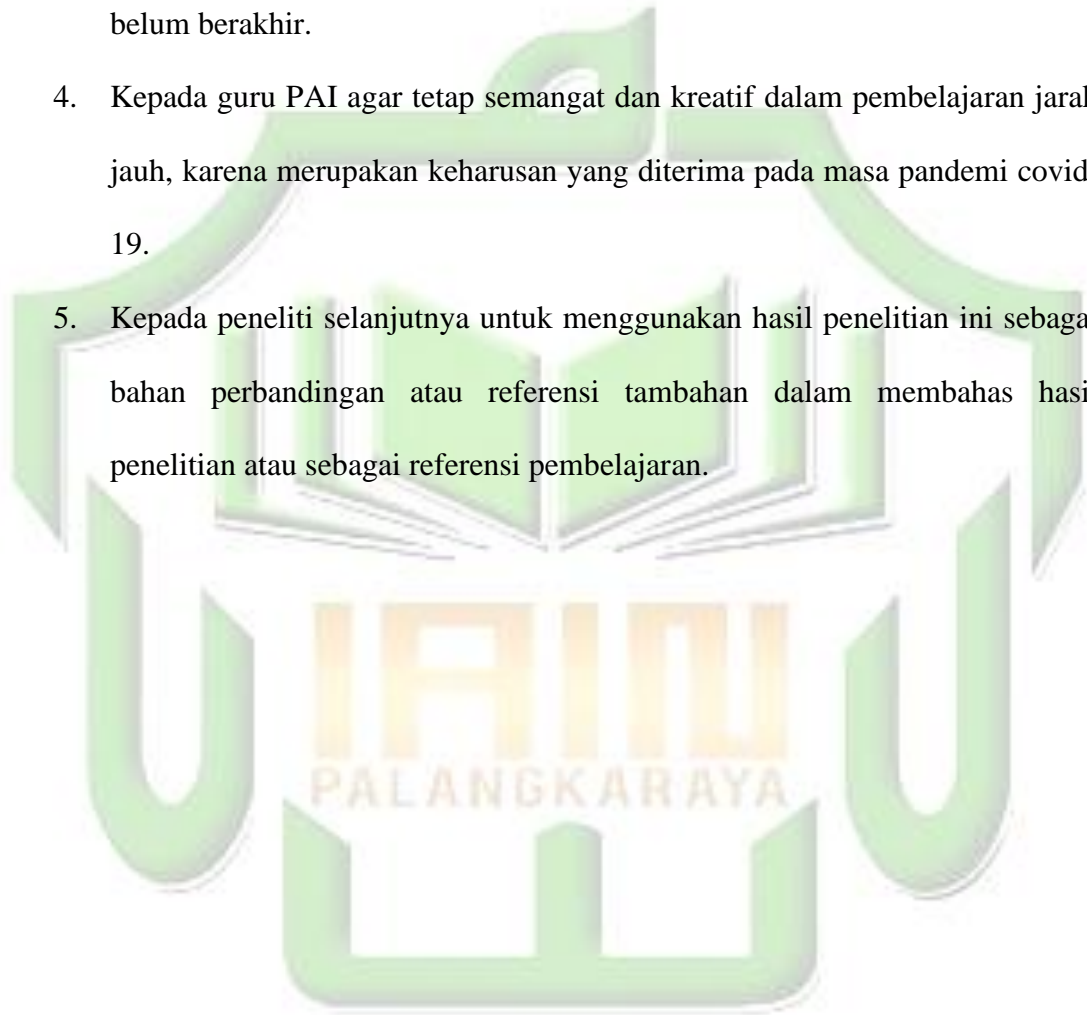 belum berakhir.
4. Kepada guru PAI agar tetap semangat dan kreatif dalam pembelajaran jaral
jauh, karena merupakan keharusan yang diterima pada masa pandemi covid
19.
5. Kepada peneliti selanjutnya untuk menggunakan hasil penelitian ini sebaga
bahan perbandingan atau referensi tambahan dalam membahas hasi
penelitian atau sebagai referensi pembelajaran.
IAIN
PALANGKARAYA